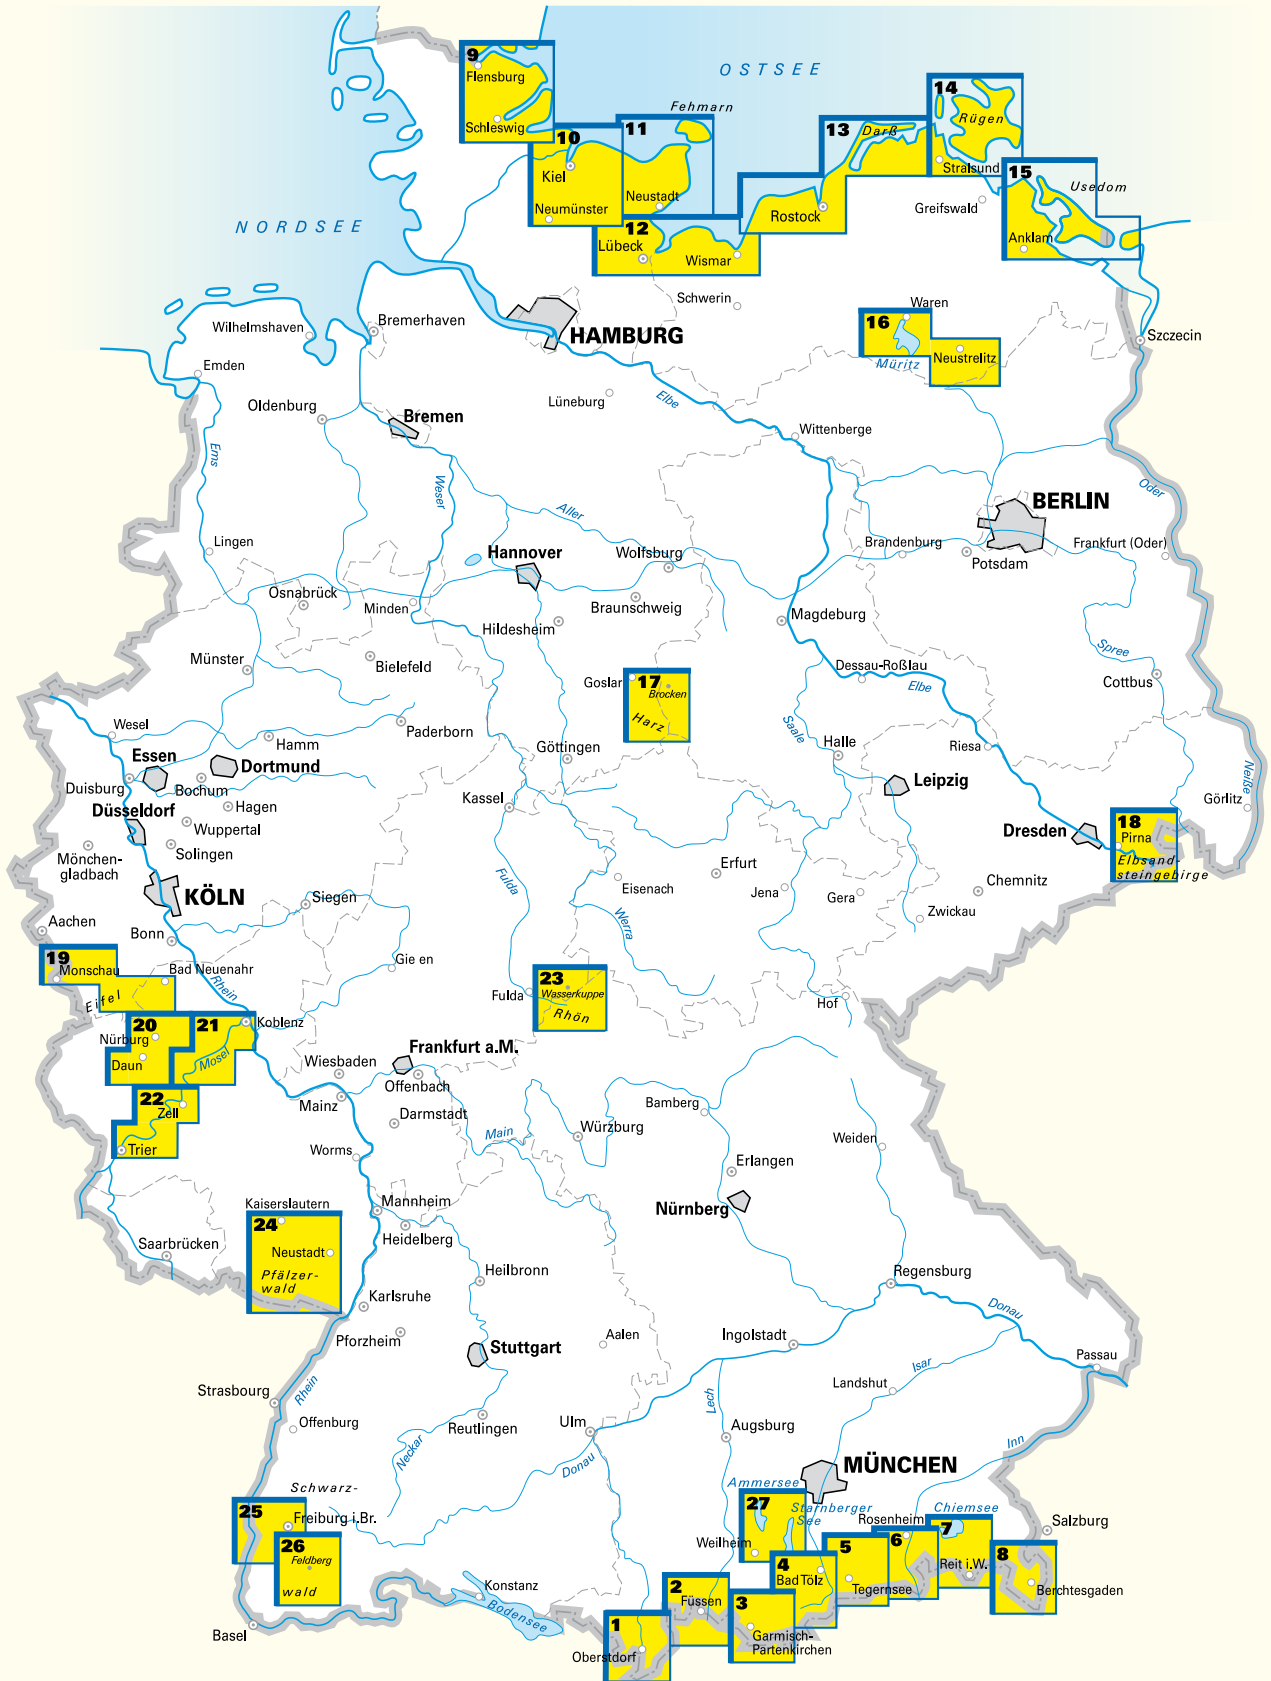 9
Flensburg
Schleswig
OSTSEE
Fehmarn
14
Rügen
Stralsund
10
11
13
Darß
15
Usedom
Kiel
Neumünster
Neustadt
Rostock
Greifswald
Anklam
NORDSEE
12
Lübeck
Wismar
Schwerin
Waren
16
Müritz
Neustrelitz
Szczecin
Wilhelmshaven
Bremerhaven
HAMBURG
Emden
Oldenburg
Bremen
Lüneburg
Elbe
Wittenberge
Ems
Weser
Aller
BERLIN
Oder
Lingen
Hannover
Wolfsburg
Brandenburg
Potsdam
Frankfurt (Oder)
Osnabrück
Minden
Braunschweig
Hildesheim
Magdeburg
Münster
Bielefeld
Spree
Dessau-Roßlau
Elbe
Cottbus
Goslar
17
Brocken
Harz
Wesel
Paderborn
Hamm
Göttingen
Saale
Halle
Riesa
Essen
Dortmund
Duisburg
Bochum
Hagen
Leipzig
Neiße
Görlitz
Düsseldorf
Wuppertal
Solingen
Kassel
Mönchen-
gladbach
Dresden
18
Pirna
Elbsand-
steingebirge
KÖLN
Siegen
Fulda
Eisenach
Erfurt
Jena
Gera
Chemnitz
Zwickau
Werra
Aachen
Bonn
19
Monschau
Bad Neuenahr
Gie en
Rhein
Eifel
Fulda
23
Wasserkuppe
Rhön
Hof
20
Nürburg
Daun
21
Koblenz
Mosel
Wiesbaden
Frankfurt a.M.
Offenbach
Mainz
Darmstadt
22
Zell
Trier
Main
Würzburg
Bamberg
Weiden
Worms
Erlangen
Nürnberg
Kaiserslautern
24
Neustadt
Pfälzer-
wald
Mannheim
Heidelberg
Saarbrücken
Heilbronn
Regensburg
Karlsruhe
Donau
Pforzheim
Stuttgart
Aalen
Ingolstadt
Isar
Passau
Strasbourg
Rhein
Landshut
Offenburg
Reutlingen
Ulm
Lech
Augsburg
Neckar
Donau
Inn
MÜNCHEN
Schwarz-
25
Freiburg i.Br.
26
Feldberg
wald
Ammersee
27
Starnberger
See
Weilheim
Rosenheim
Chiemsee
Salzburg
4
Bad Tölz
5
Tegernsee
6
7
Reit i.W.
8
Berchtesgaden
Konstanz
Bodensee
2
Füssen
3
Garmisch-
Partenkirchen
1
Oberstdorf
Basel